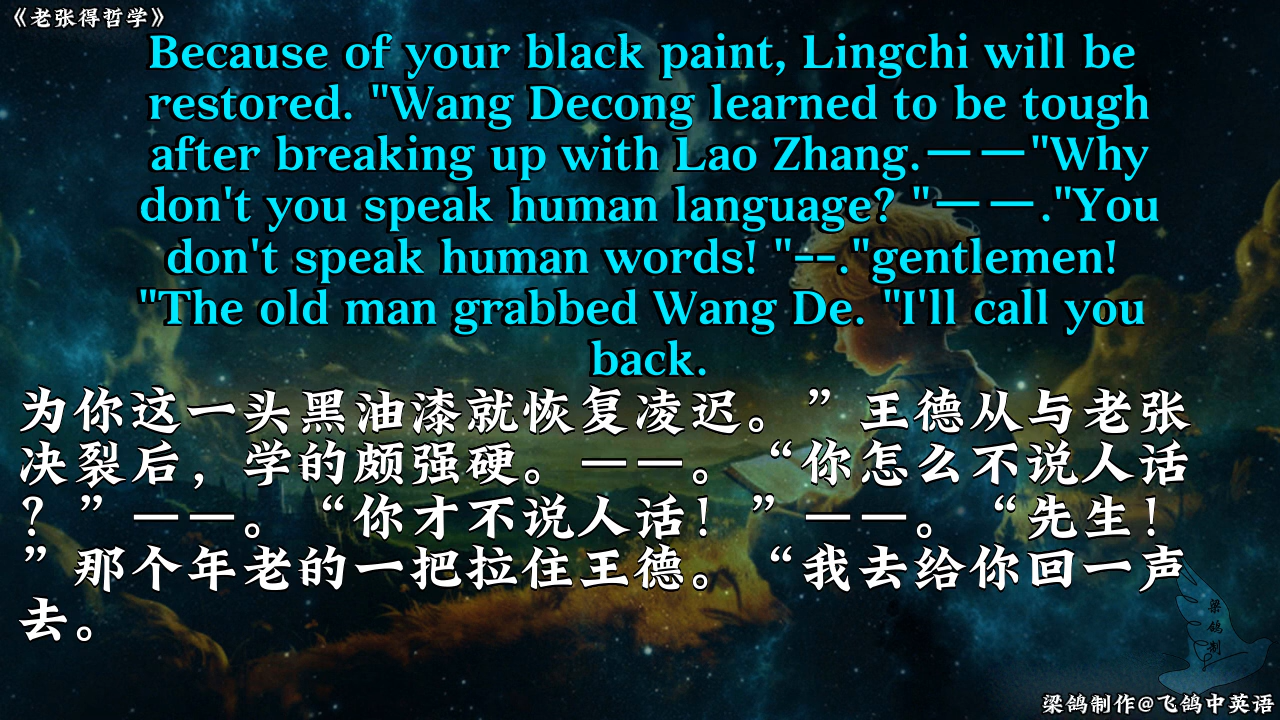 《老张得哲学》
Because of your black paint, Lingchi will be
restored. "Wang Decong learned to be tough
after breaking up with Lao Zhang.——"Why
don't you speak human language? "——."You
don't speak human words! "--."gentlemen!
"The old man grabbed Wang De. "I'll call you
back.
为你这一头黑油漆就恢复凌迟。”王德从与老张
决裂后，学的颇强硬。——。“你怎么不说人话
？”——。“你才不说人话！”——。“先生！
”那个年老的一把拉住王德。“我去给你回一声
去。
梁鸽制
梁鸽制作@飞鸽中英语